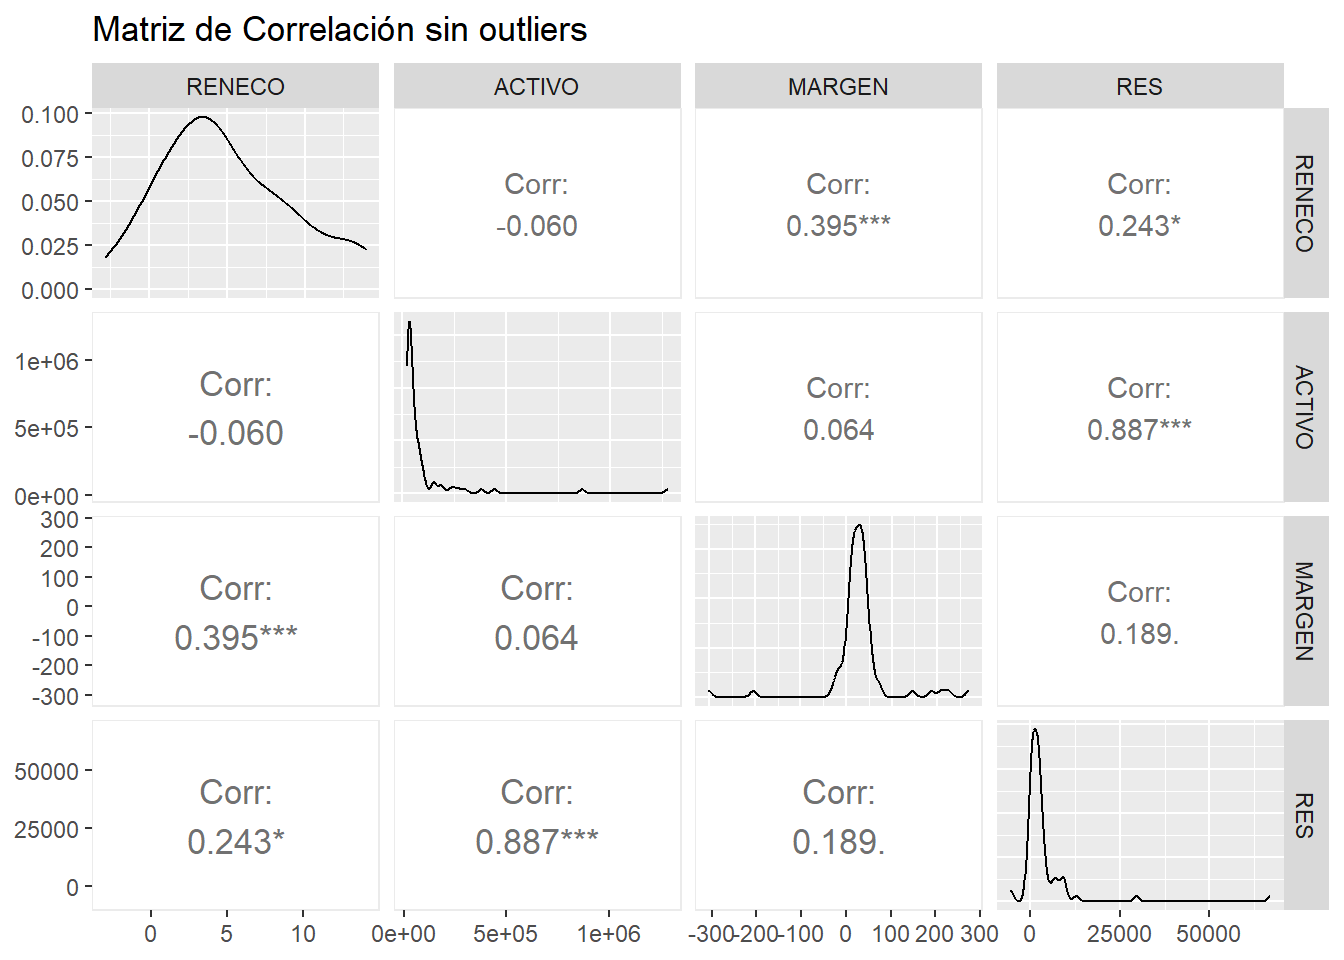 Matriz de Correlación sin outliers
RENECO ACTIVO MARGEN RES
0.100
0.075
0.050
0.025
0.000
Corr:
-0.060
Corr:
0.395***
Corr:
0.243*
RENECO
1e+06
5e+05
0e+00
Corr:
-0.060
Corr:
0.064
Corr:
0.887***
ACTIVO
300
200
100
0
-100
-200
-300
Corr:
0.395***
Corr:
0.064
Corr:
0.189.
MARGEN
50000
25000
0
Corr:
0.243*
Corr:
0.887***
Corr:
0.189.
RES
0 5 10 0e+00 5e+05 1e+06 -300 -200 -100 0 100 200 300 0 25000 50000